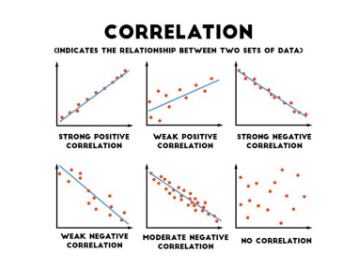 CORRELATION
(INDICATES THE RELATIONSHIP BETWEEN TWO SETS OF DATA)
STRONG POSITIVE
CORRELATION
WEAK POSITIVE
CORRELATION
STRONG NEGATIVE
CORRELATION
WEAK NEGATIVE
CORRELATION
MODERATE NEGATIVE
CORRELATION
NO CORRELATION